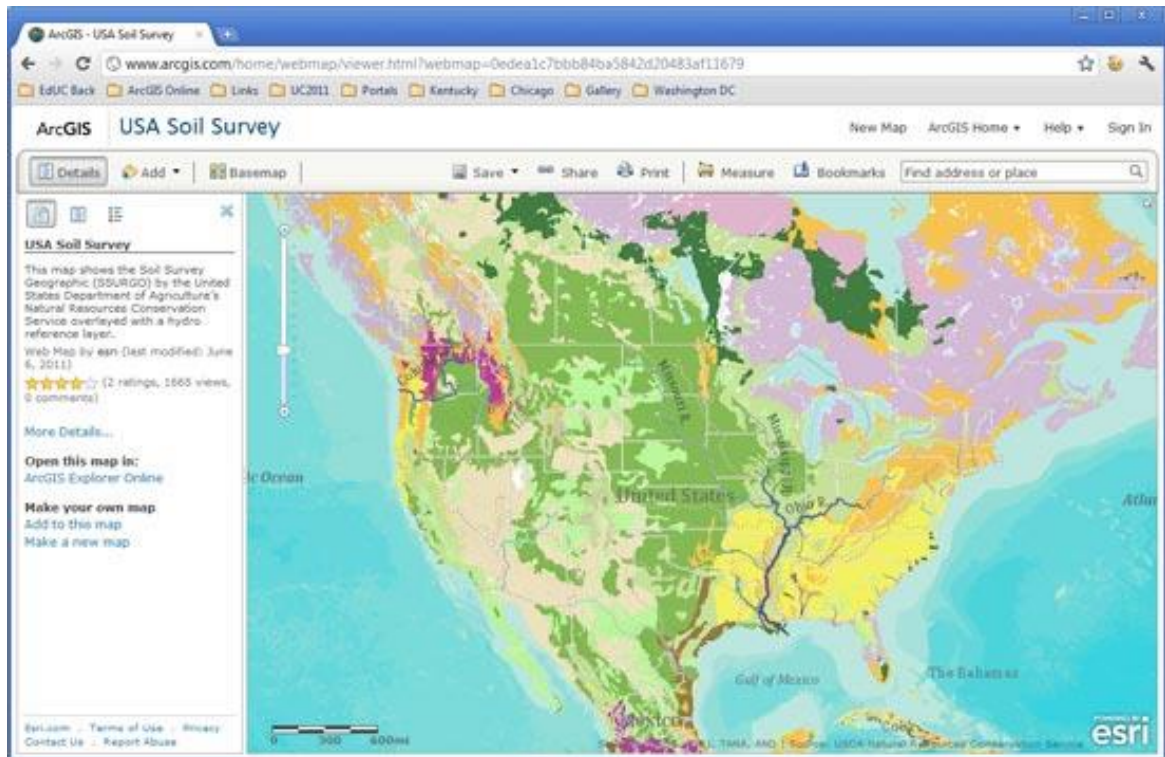 ArcGIS - USA Soil Survey
www.arcgis.com/home/webmap/viewer.html?webmap=0edea1c7bbb84ba5842d20483af11679
EdUC Back ArcGIS Online Links UC2011 Portals Kentucky Chicago Gallery Washington DC
ArcGIS USA Soil Survey New Map ArcGIS Home Help Sign In
Details Add Basemap Save Share Print Measure Bookmarks Find address or place
USA Soil Survey
This map shows the Soil Survey
Geographic (SSURGO) by the United
States Department of Agriculture's
Natural Resources Conservation
Service overlayed with a hydro
reference layer.
Web Map by esri (last modified: June
6, 2011)
(2 ratings, 1665 views,
0 comments)
More Details...
Open this map in:
ArcGIS Explorer Online
Make your own map
Add to this map
Make a new map
Missouri R.
Mississippi R.
Ohio R.
United States
ic Ocean
Atlan
Gulf of Mexico
The Bahamas
Mexico
0 300 600mi
Esri.com . Terms of Use . Privacy
Contact Us . Report Abuse
POWERED BY
esri